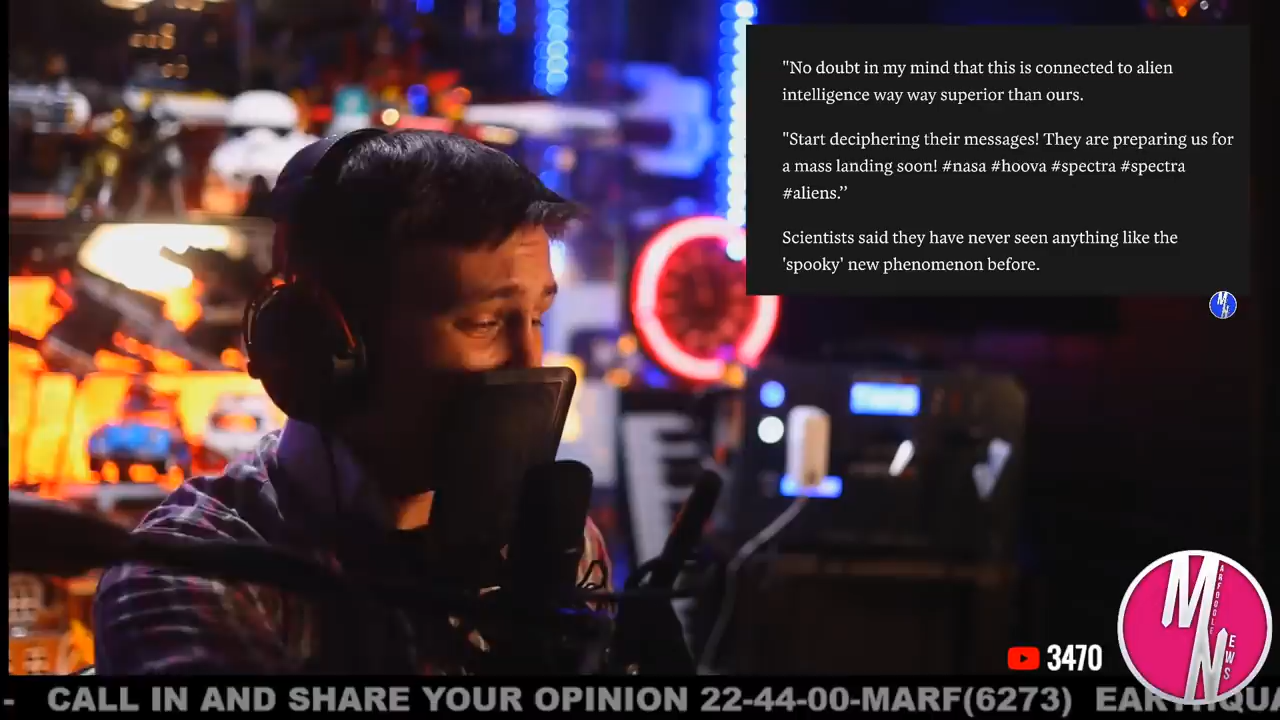 "No doubt in my mind that this is connected to alien
intelligence way way superior than ours.
"Start deciphering their messages! They are preparing us for
a mass landing soon! #nasa #hoova #spectra #spectra
#aliens.”
Scientists said they have never seen anything like the
'spooky' new phenomenon before.
MN
3470
MARFOOGLE
NEWS
- CALL IN AND SHARE YOUR OPINION 22-44-00-MARF(6273) EARTHQUA